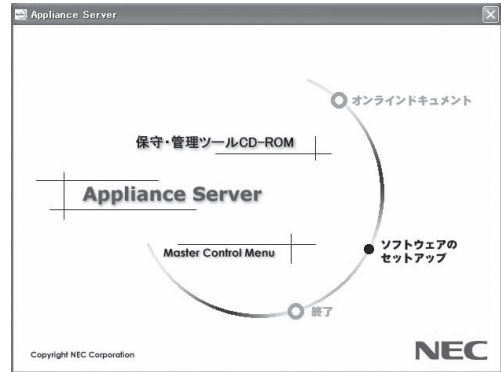 Appliance Server
オンラインドキュメント
保守・管理ツールCD-ROM
Appliance Server
ソフトウェアの
セットアップ
Master Control Menu
終了
Copyright NEC Corporation
NEC